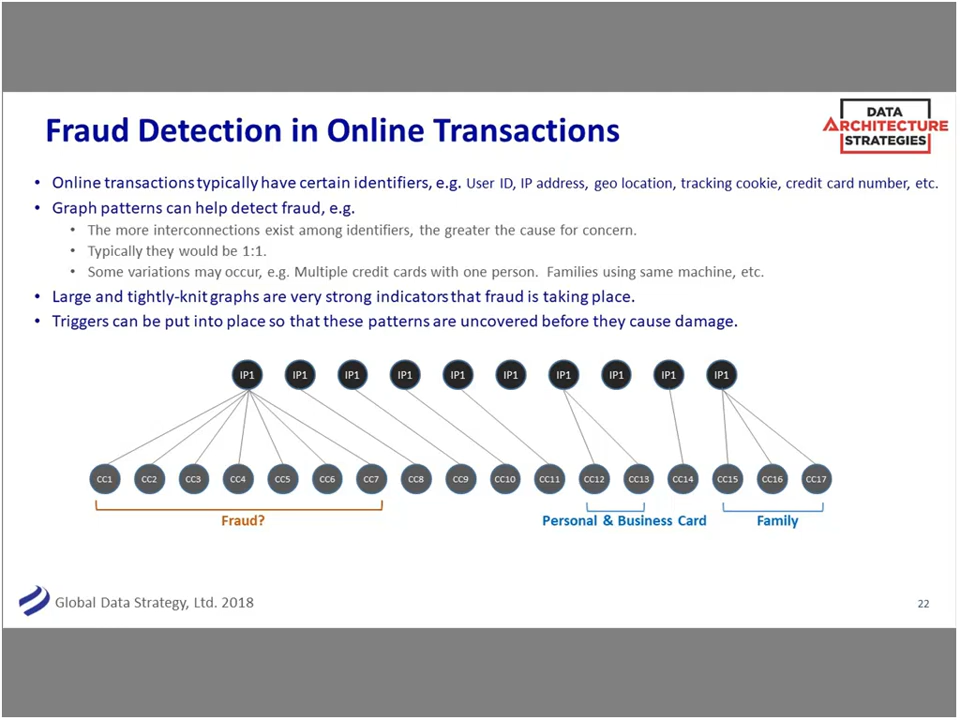 Fraud Detection in Online Transactions
DATA
ARCHITECTURE
STRATEGIES
• Online transactions typically have certain identifiers, e.g. User ID, IP address, geo location, tracking cookie, credit card number, etc.
• Graph patterns can help detect fraud, e.g.
• The more interconnections exist among identifiers, the greater the cause for concern.
• Typically they would be 1:1.
• Some variations may occur, e.g. Multiple credit cards with one person. Families using same machine, etc.
• Large and tightly-knit graphs are very strong indicators that fraud is taking place.
• Triggers can be put into place so that these patterns are uncovered before they cause damage.
IP1 IP1 IP1 IP1 IP1 IP1 IP1 IP1 IP1 IP1
CC1 CC2 CC3 CC4 CC5 CC6 CC7 CC8 CC9 CC10 CC11 CC12 CC13 CC14 CC15 CC16 CC17
Fraud? Personal & Business Card Family
Global Data Strategy, Ltd. 2018
22